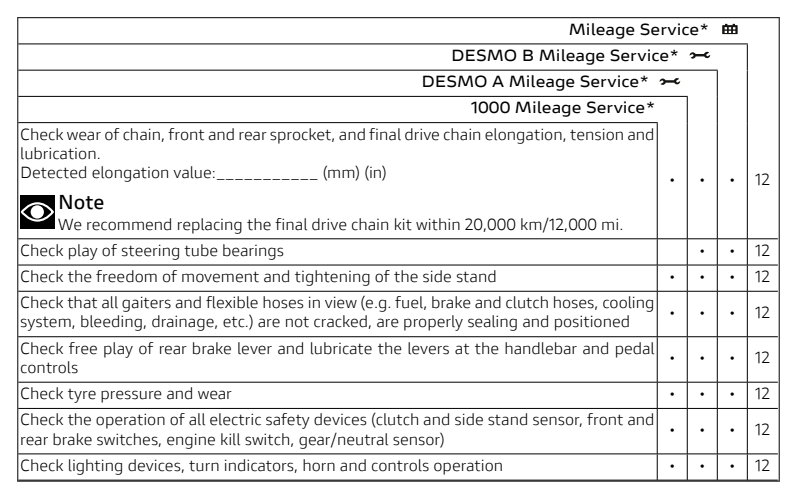 Mileage Service*
DESMO B Mileage Service*
DESMO A Mileage Service*
1000 Mileage Service*
Check wear of chain, front and rear sprocket, and final drive chain elongation, tension and
lubrication.
Detected elongation value:___________ (mm) (in)
• • • 12
Note
We recommend replacing the final drive chain kit within 20,000 km/12,000 mi.
Check play of steering tube bearings • • 12
Check the freedom of movement and tightening of the side stand • • • 12
Check that all gaiters and flexible hoses in view (e.g. fuel, brake and clutch hoses, cooling
system, bleeding, drainage, etc.) are not cracked, are properly sealing and positioned • • • 12
Check free play of rear brake lever and lubricate the levers at the handlebar and pedal
controls • • • 12
Check tyre pressure and wear • • • 12
Check the operation of all electric safety devices (clutch and side stand sensor, front and
rear brake switches, engine kill switch, gear/neutral sensor) • • • 12
Check lighting devices, turn indicators, horn and controls operation • • • 12